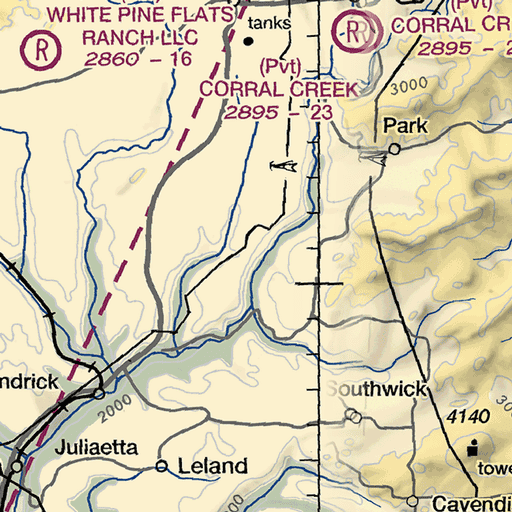 WHITE PINE FLATS
RANCH LLC
2860 - 16
R
tanks
(Pvt)
CORRAL CREEK
2895 - 23
R
(Pvt)
CORRAL CR
2895 - 2
3000
Park
ndrick
2000
Southwick
4140
Juliaetta
Leland
towe
Cavendi